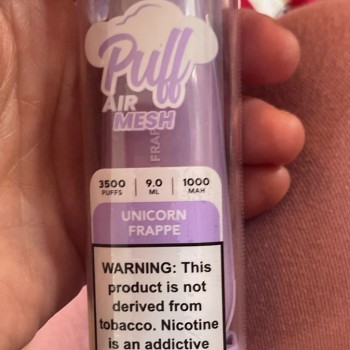 Puff
AIR
MESH
FRAP
3500 | 9.0 | 1000
PUFFS ML MAH
UNICORN
FRAPPE
WARNING: This
product is not
derived from
tobacco. Nicotine
is an addictive